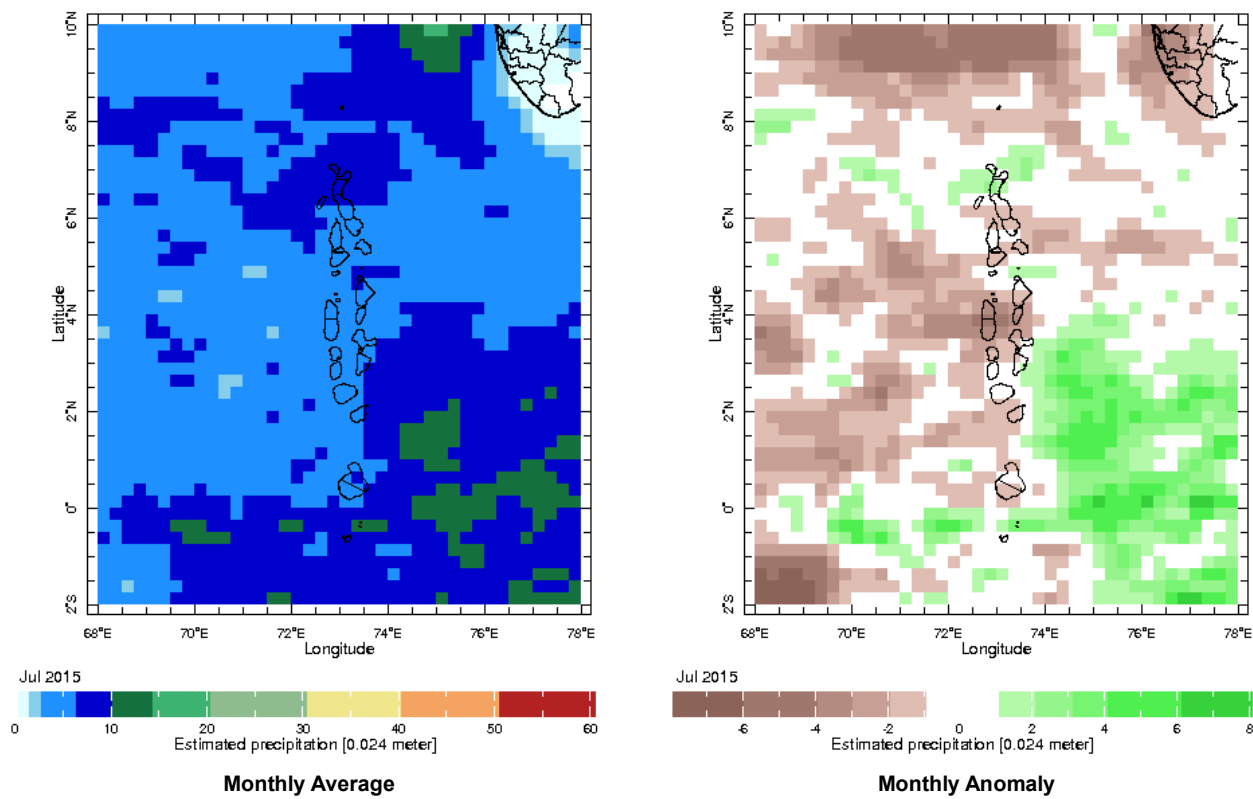 10°N
8°N
6°N
4°N
2°N
0°
2°S
Latitude
68°E 70°E 72°E 74°E 76°E 78°E
Longitude
Jul 2015
0 10 20 30 40 50 60
Estimated precipitation [0.024 meter]
Monthly Average
10°N
8°N
6°N
4°N
2°N
0°
2°S
Latitude
68°E 70°E 72°E 74°E 76°E 78°E
Longitude
Jul 2015
-6 -4 -2 0 2 4 6 8
Estimated precipitation [0.024 meter]
Monthly Anomaly